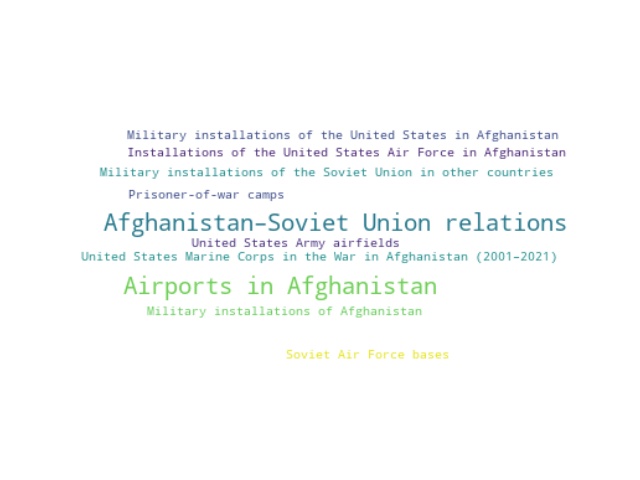 Military installations of the United States in Afghanistan
Installations of the United States Air Force in Afghanistan
Military installations of the Soviet Union in other countries
Prisoner-of-war camps
Afghanistan–Soviet Union relations
United States Army airfields
United States Marine Corps in the War in Afghanistan (2001–2021)
Airports in Afghanistan
Military installations of Afghanistan
Soviet Air Force bases